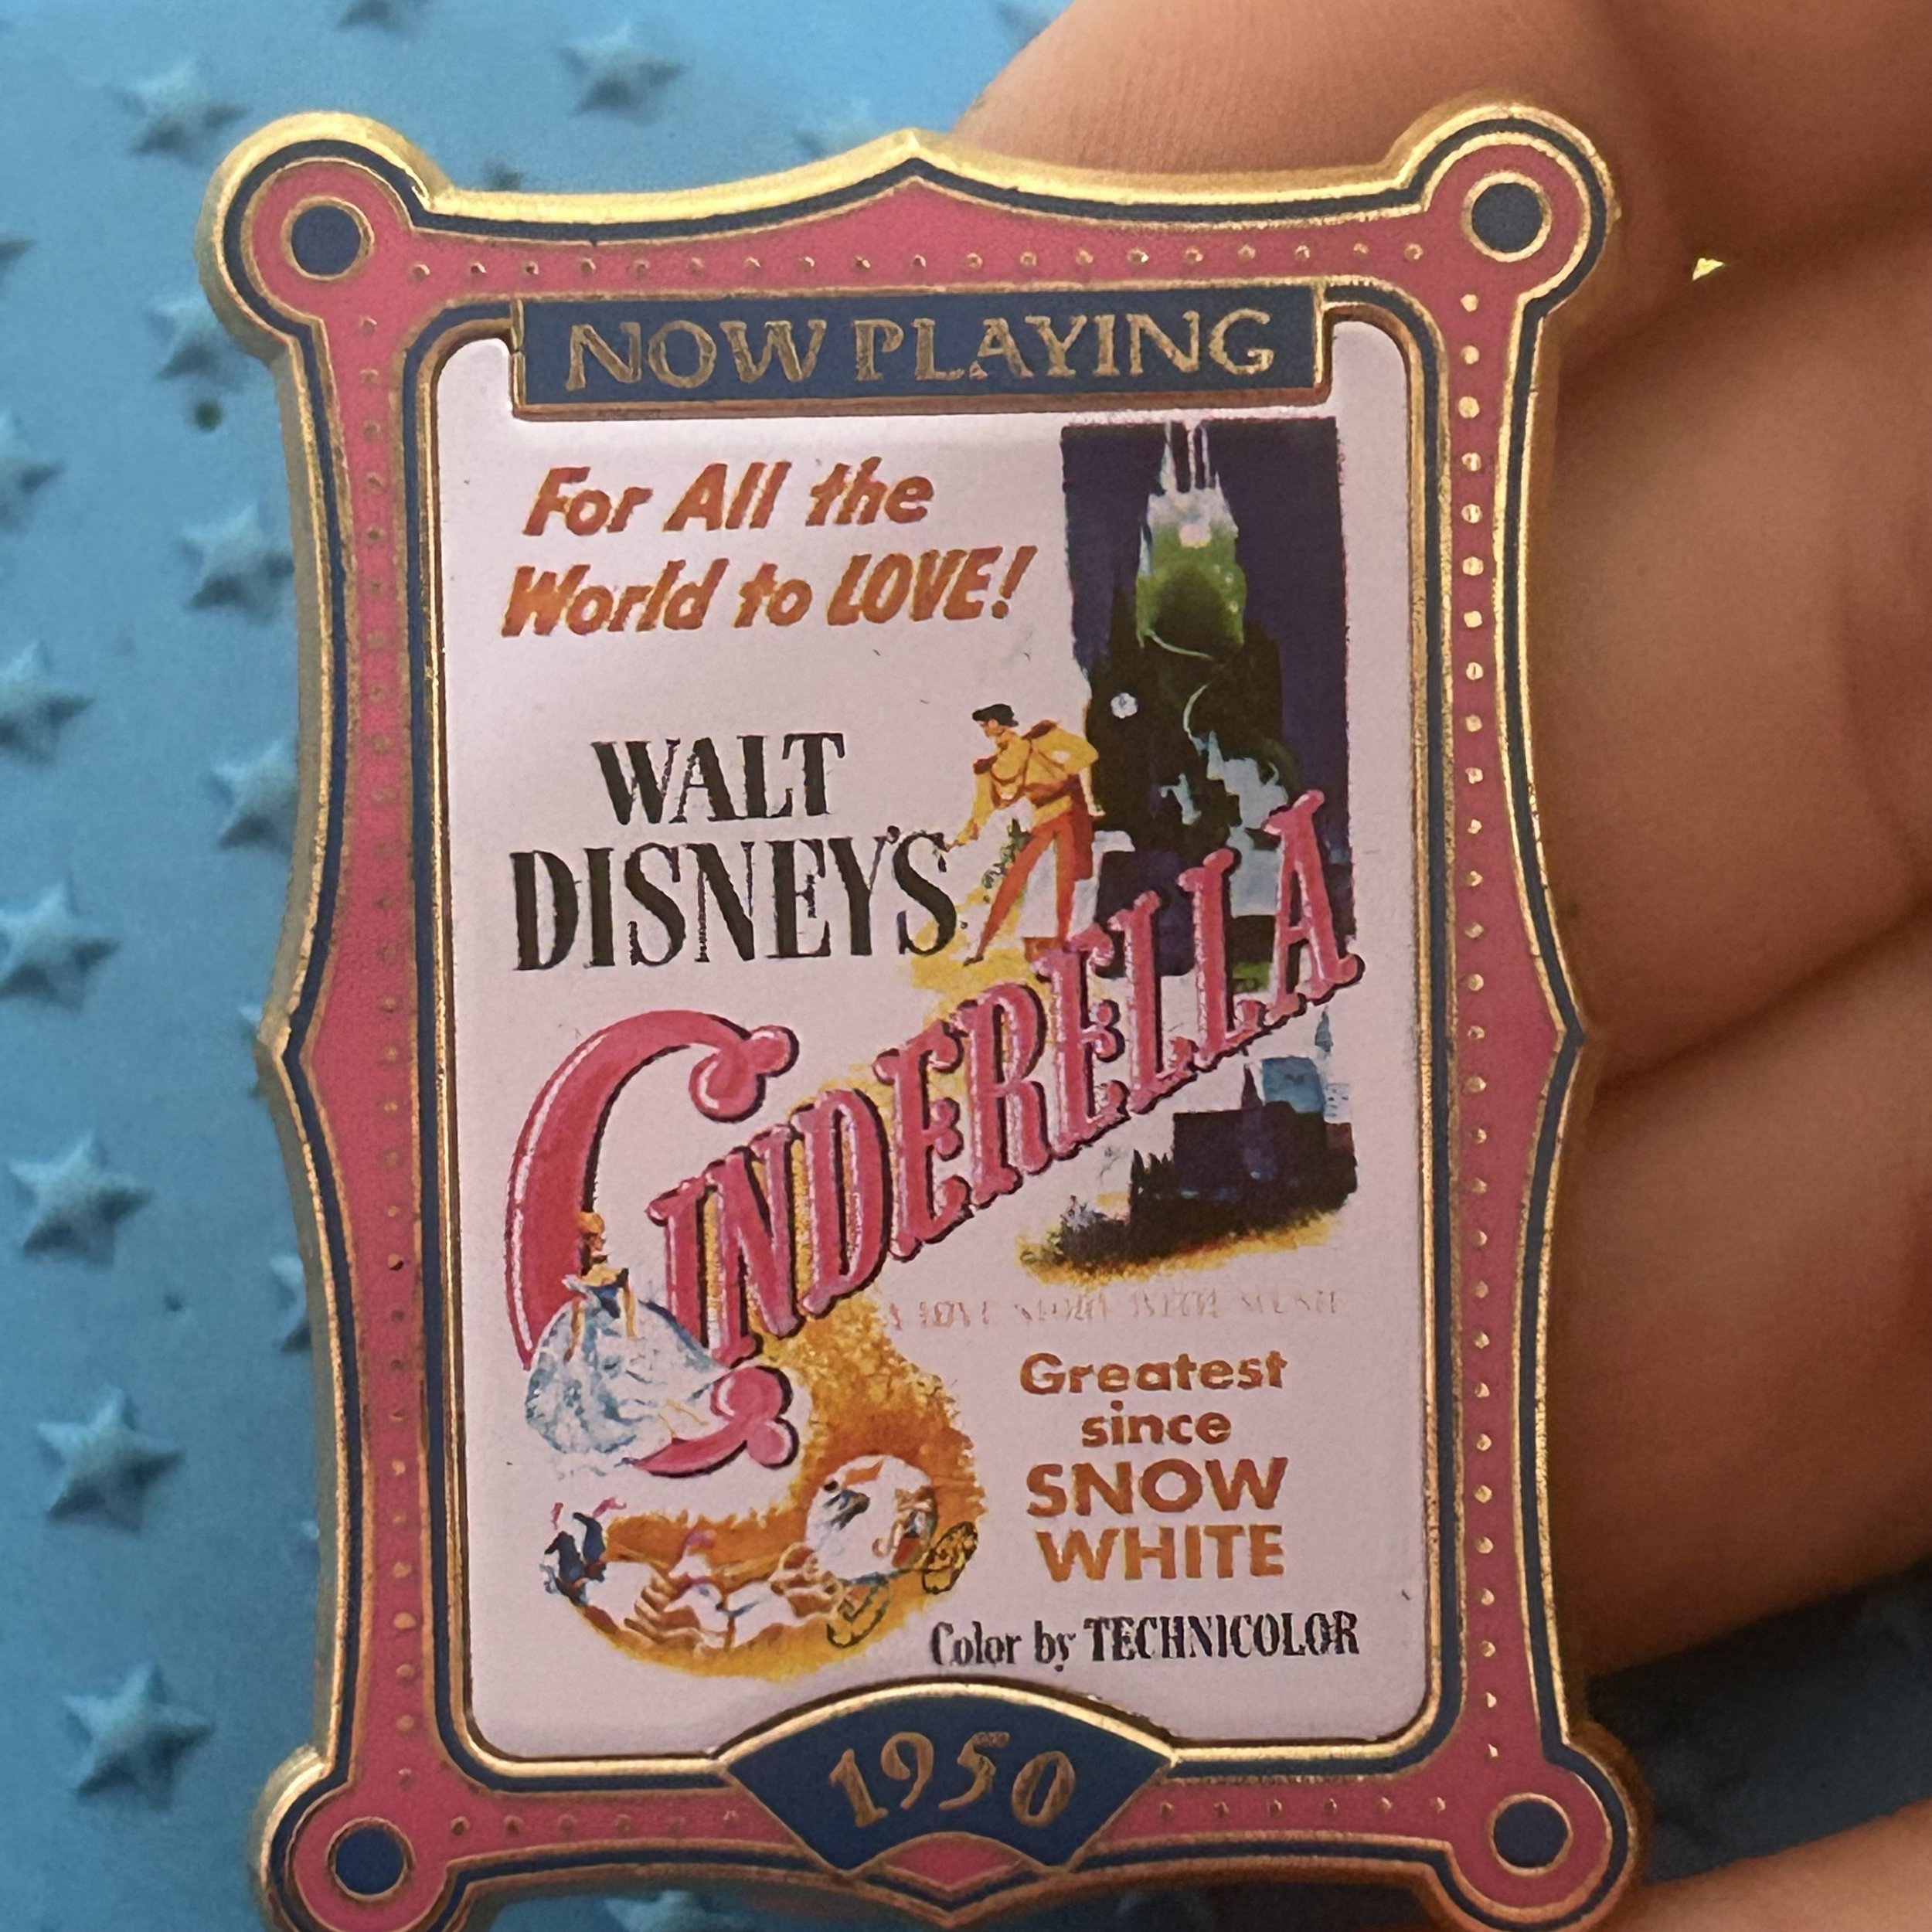 NOW PLAYING
For All the
World to LOVE!
WALT
DISNEY'S
CINDERELLA
Greatest
since
SNOW
WHITE
Color by TECHNICOLOR
1950